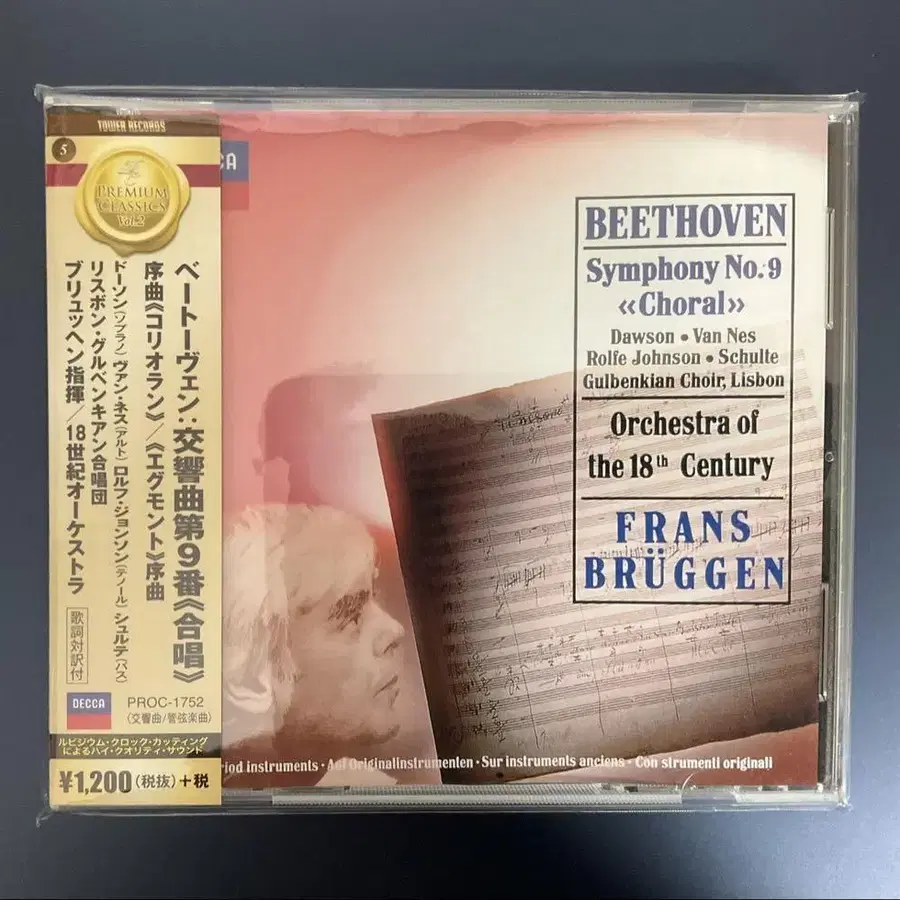 TOWER RECORDS
5
PREMIUM
CLASSICS
Vol.2
ベートーヴェン:交響曲第9番《合唱》
序曲《コリオラン》/《エグモント》序曲
ドーソン(ソプラノ) ヴァン・ネス(アルト) ロルフ・ジョンソン(テノール) シュルテ(バス)
リスボン・グルベンキアン合唱団
ブリュッヘン指揮/18世紀オーケストラ
歌詞対訳付
DECCA
PROC-1752
(交響曲/管弦楽曲)
ルビジウム・クロック・カッティング
によるハイ・クオリティ・サウンド
¥1,200(税抜)+税
CA
BEETHOVEN
Symphony No.9
«Choral»
Dawson • Van Nes
Rolfe Johnson • Schulte
Gulbenkian Choir, Lisbon
Orchestra of
the 18th Century
FRANS
BRÜGGEN
riod instruments · Auf Originalinstrumenten · Sur instruments anciens · Con strumenti originali